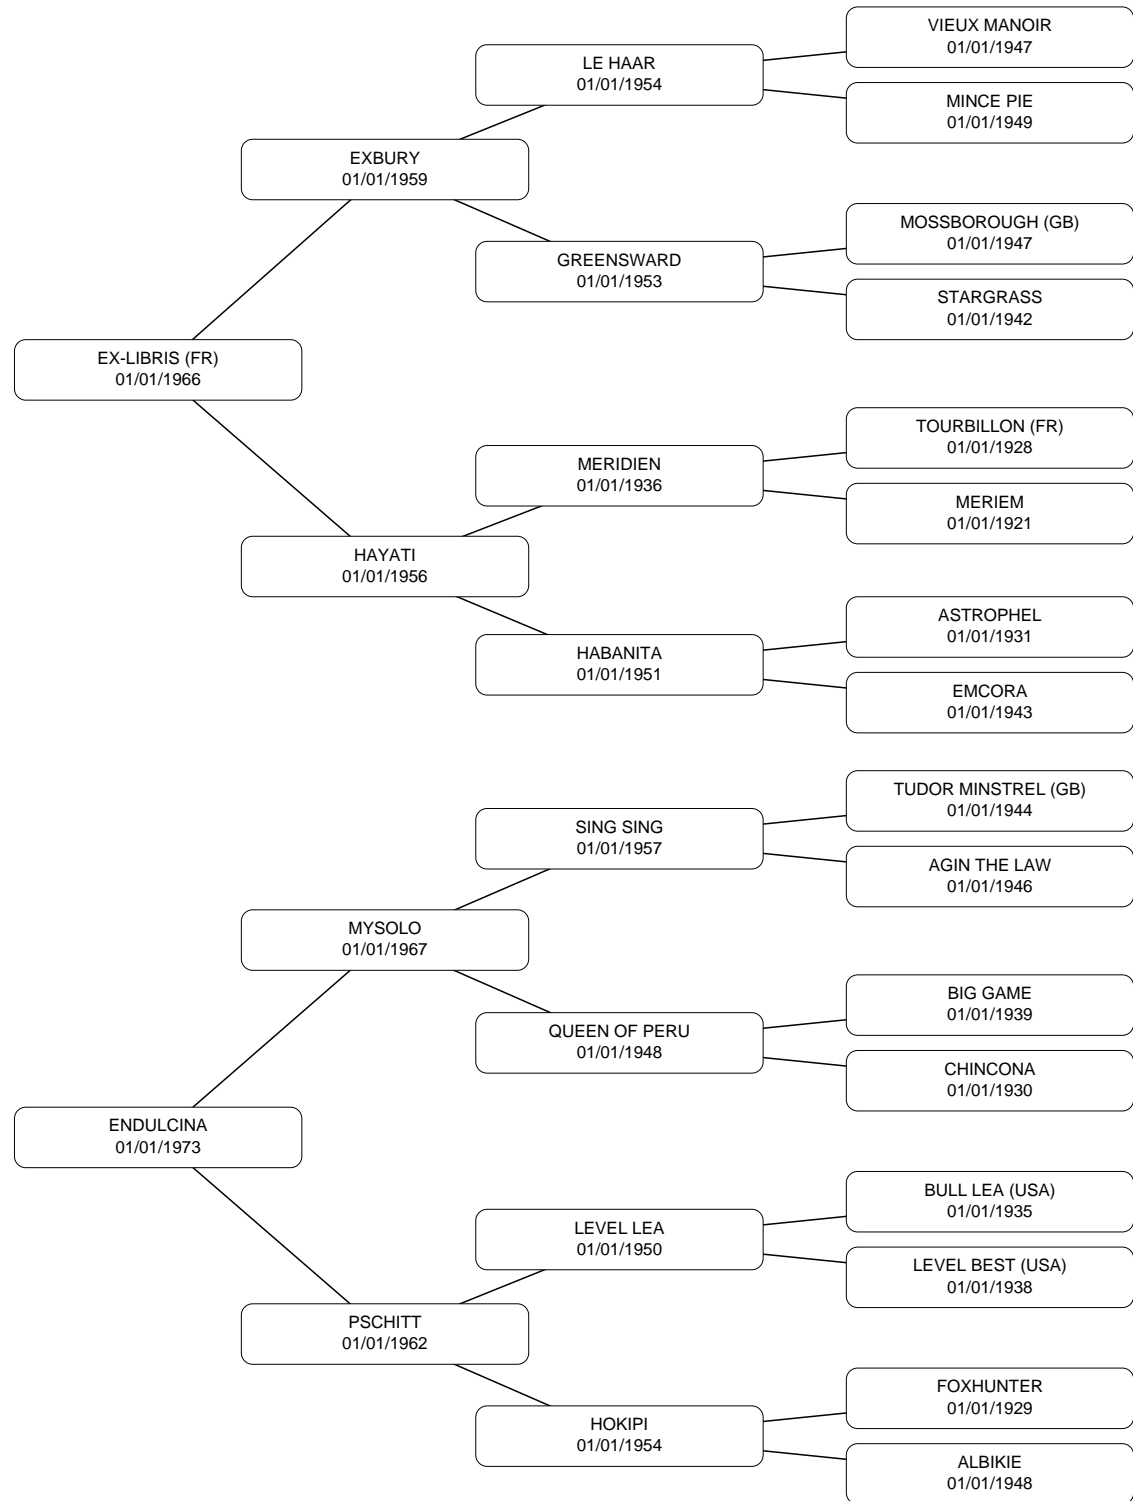 VIEUX MANOIR
01/01/1947
LE HAAR
01/01/1954
MINCE PIE
01/01/1949
EXBURY
01/01/1959
MOSSBOROUGH (GB)
01/01/1947
GREENSWARD
01/01/1953
STARGRASS
01/01/1942
EX-LIBRIS (FR)
01/01/1966
TOURBILLON (FR)
01/01/1928
MERIDIEN
01/01/1936
MERIEM
01/01/1921
HAYATI
01/01/1956
ASTROPHEL
01/01/1931
HABANITA
01/01/1951
EMCORA
01/01/1943
TUDOR MINSTREL (GB)
01/01/1944
SING SING
01/01/1957
AGIN THE LAW
01/01/1946
MYSOLO
01/01/1967
BIG GAME
01/01/1939
QUEEN OF PERU
01/01/1948
CHINCONA
01/01/1930
ENDULCINA
01/01/1973
BULL LEA (USA)
01/01/1935
LEVEL LEA
01/01/1950
LEVEL BEST (USA)
01/01/1938
PSCHITT
01/01/1962
FOXHUNTER
01/01/1929
HOKIPI
01/01/1954
ALBIKIE
01/01/1948